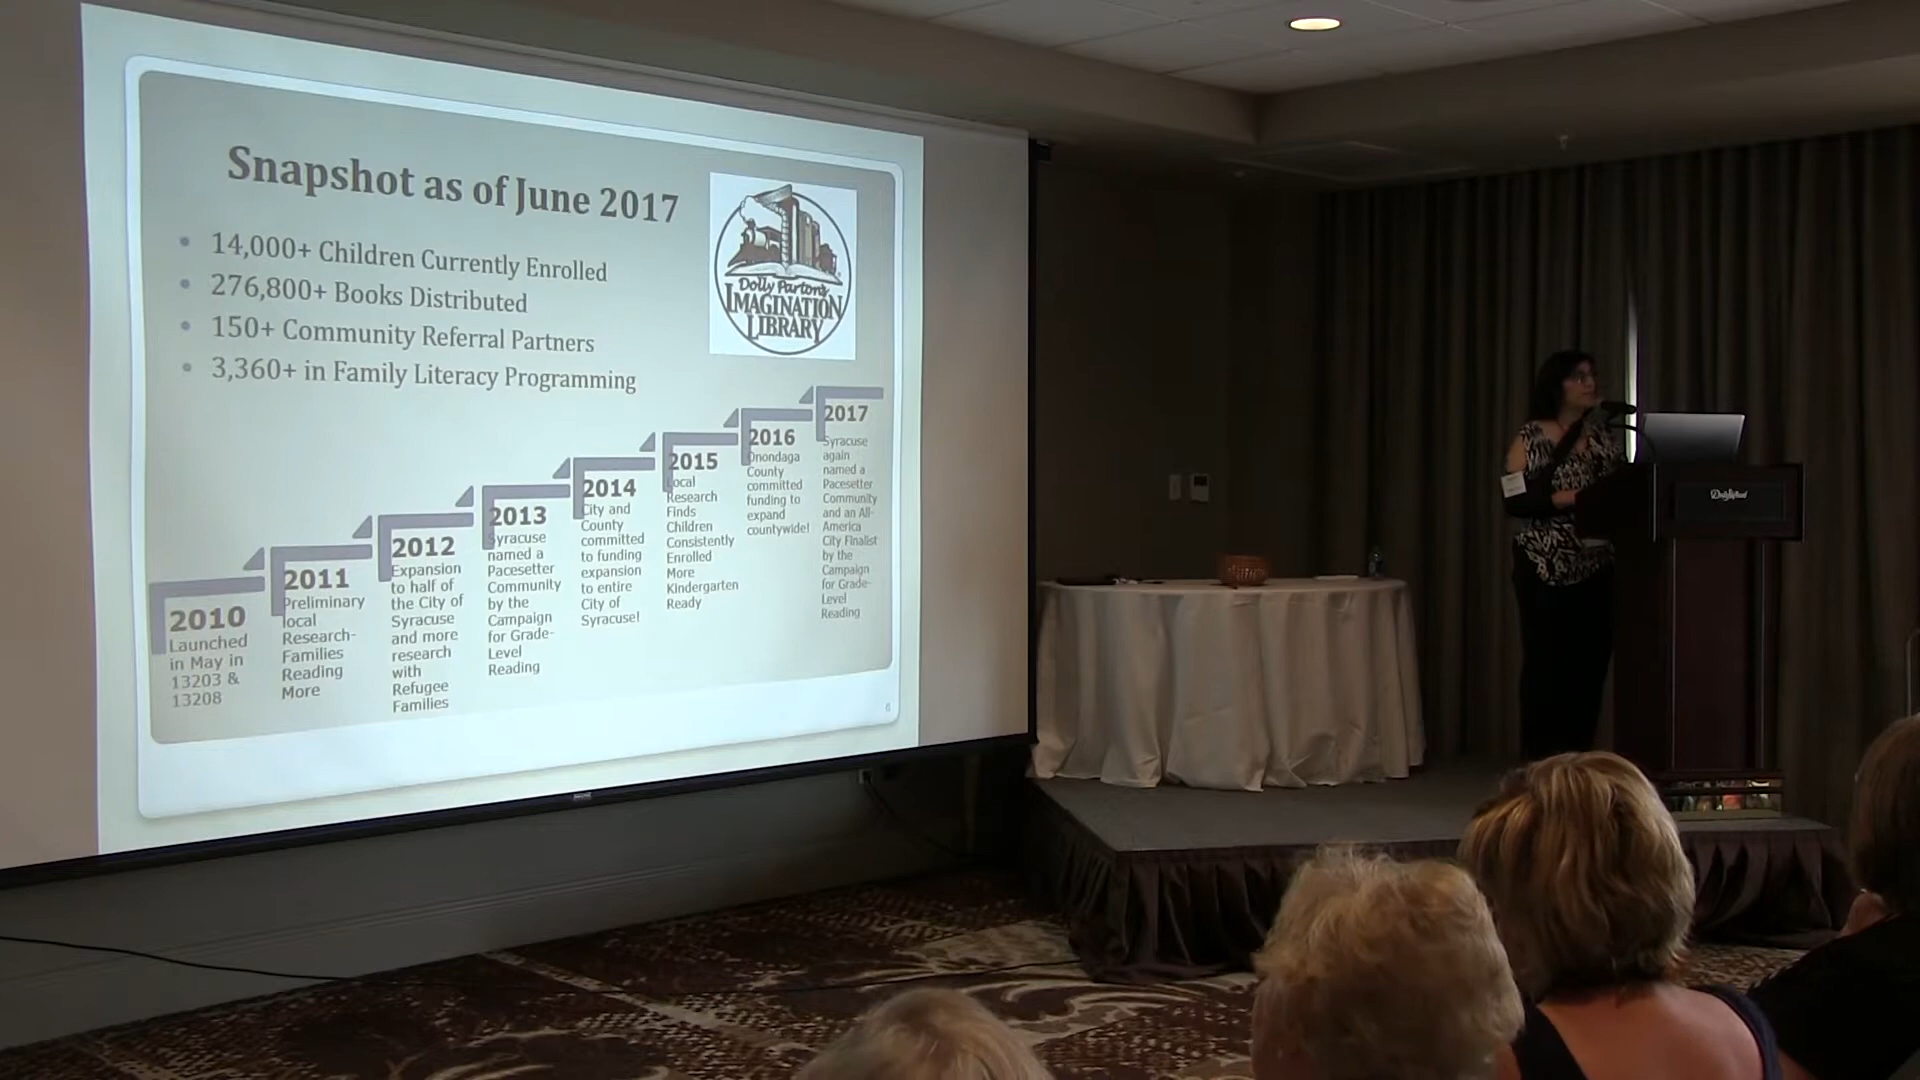 Snapshot as of June 2017
• 14,000+ Children Currently Enrolled
• 276,800+ Books Distributed
• 150+ Community Referral Partners
• 3,360+ in Family Literacy Programming
Dolly Parton's
IMAGINATION
LIBRARY
2010
Launched
in May in
13203 &
13208
2011
Preliminary
local
Research-
Families
Reading
More
2012
Expansion
to half of
the City of
Syracuse
and more
research
with
Refugee
Families
2013
Syracuse
named a
Pacesetter
Community
by the
Campaign
for Grade-
Level
Reading
2014
City and
County
committed
to funding
expansion
to entire
City of
Syracuse!
2015
Local
Research
Finds
Children
Consistently
Enrolled
More
Kindergarten
Ready
2016
Onondaga
County
committed
funding to
expand
countywide!
2017
Syracuse
again
named a
Pacesetter
Community
and an All-
America
City Finalist
by the
Campaign
for Grade-
Level
Reading
6